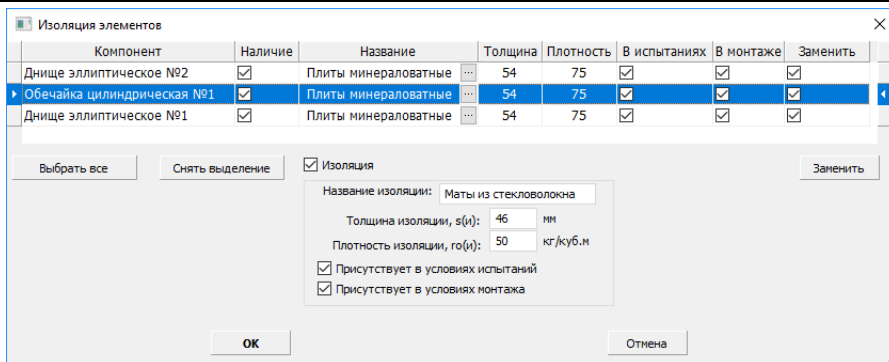 Изоляция элементов
Компонент Наличие Название Толщина Плотность В испытаниях В монтаже Заменить
Днище эллиптическое №2 Плиты минераловатные ... 54 75
Обечайка цилиндрическая №1 Плиты минераловатные ... 54 75
Днище эллиптическое №1 Плиты минераловатные ... 54 75
Выбрать все Снять выделение Изоляция Заменить
Название изоляции: Маты из стекловолокна
Толщина изоляции, s(и): 46 мм
Плотность изоляции, ro(и): 50 кг/куб.м
Присутствует в условиях испытаний
Присутствует в условиях монтажа
OK Отмена